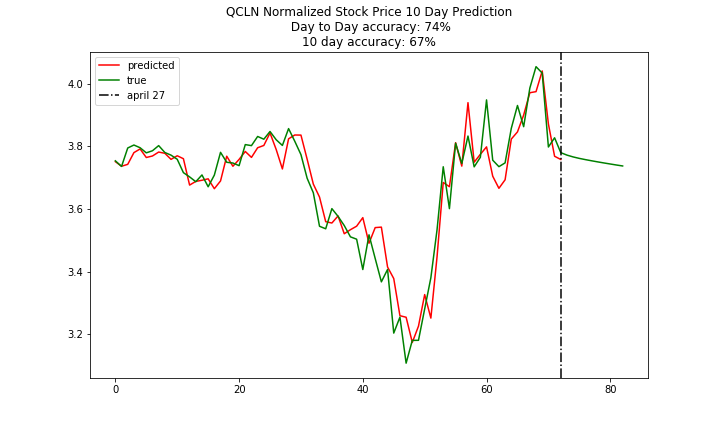 QCLN Normalized Stock Price 10 Day Prediction
Day to Day accuracy: 74%
10 day accuracy: 67%
predicted
true
april 27
4.0
3.8
3.6
3.4
3.2
0 20 40 60 80